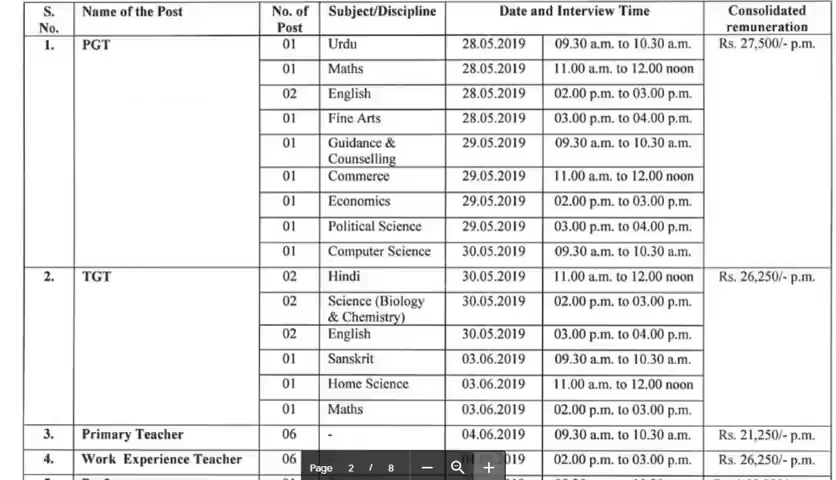 S. No. Name of the Post No. of Post Subject/Discipline Date and Interview Time Consolidated remuneration
1. PGT 01 Urdu 28.05.2019 09.30 a.m. to 10.30 a.m. Rs. 27,500/- p.m.
01 Maths 28.05.2019 11.00 a.m. to 12.00 noon
02 English 28.05.2019 02.00 p.m. to 03.00 p.m.
01 Fine Arts 28.05.2019 03.00 p.m. to 04.00 p.m.
01 Guidance & Counselling 29.05.2019 09.30 a.m. to 10.30 a.m.
01 Commerce 29.05.2019 11.00 a.m. to 12.00 noon
01 Economics 29.05.2019 02.00 p.m. to 03.00 p.m.
01 Political Science 29.05.2019 03.00 p.m. to 04.00 p.m.
01 Computer Science 30.05.2019 09.30 a.m. to 10.30 a.m.
2. TGT 02 Hindi 30.05.2019 11.00 a.m. to 12.00 noon Rs. 26,250/- p.m.
02 Science (Biology & Chemistry) 30.05.2019 02.00 p.m. to 03.00 p.m.
02 English 30.05.2019 03.00 p.m. to 04.00 p.m.
01 Sanskrit 03.06.2019 09.30 a.m. to 10.30 a.m.
01 Home Science 03.06.2019 11.00 a.m. to 12.00 noon
01 Maths 03.06.2019 02.00 p.m. to 03.00 p.m.
3. Primary Teacher 06 - 04.06.2019 09.30 a.m. to 10.30 a.m. Rs. 21,250/- p.m.
4. Work Experience Teacher 06 02.00 p.m. to 03.00 p.m. Rs. 26,250/- p.m.
Page 2 / 8